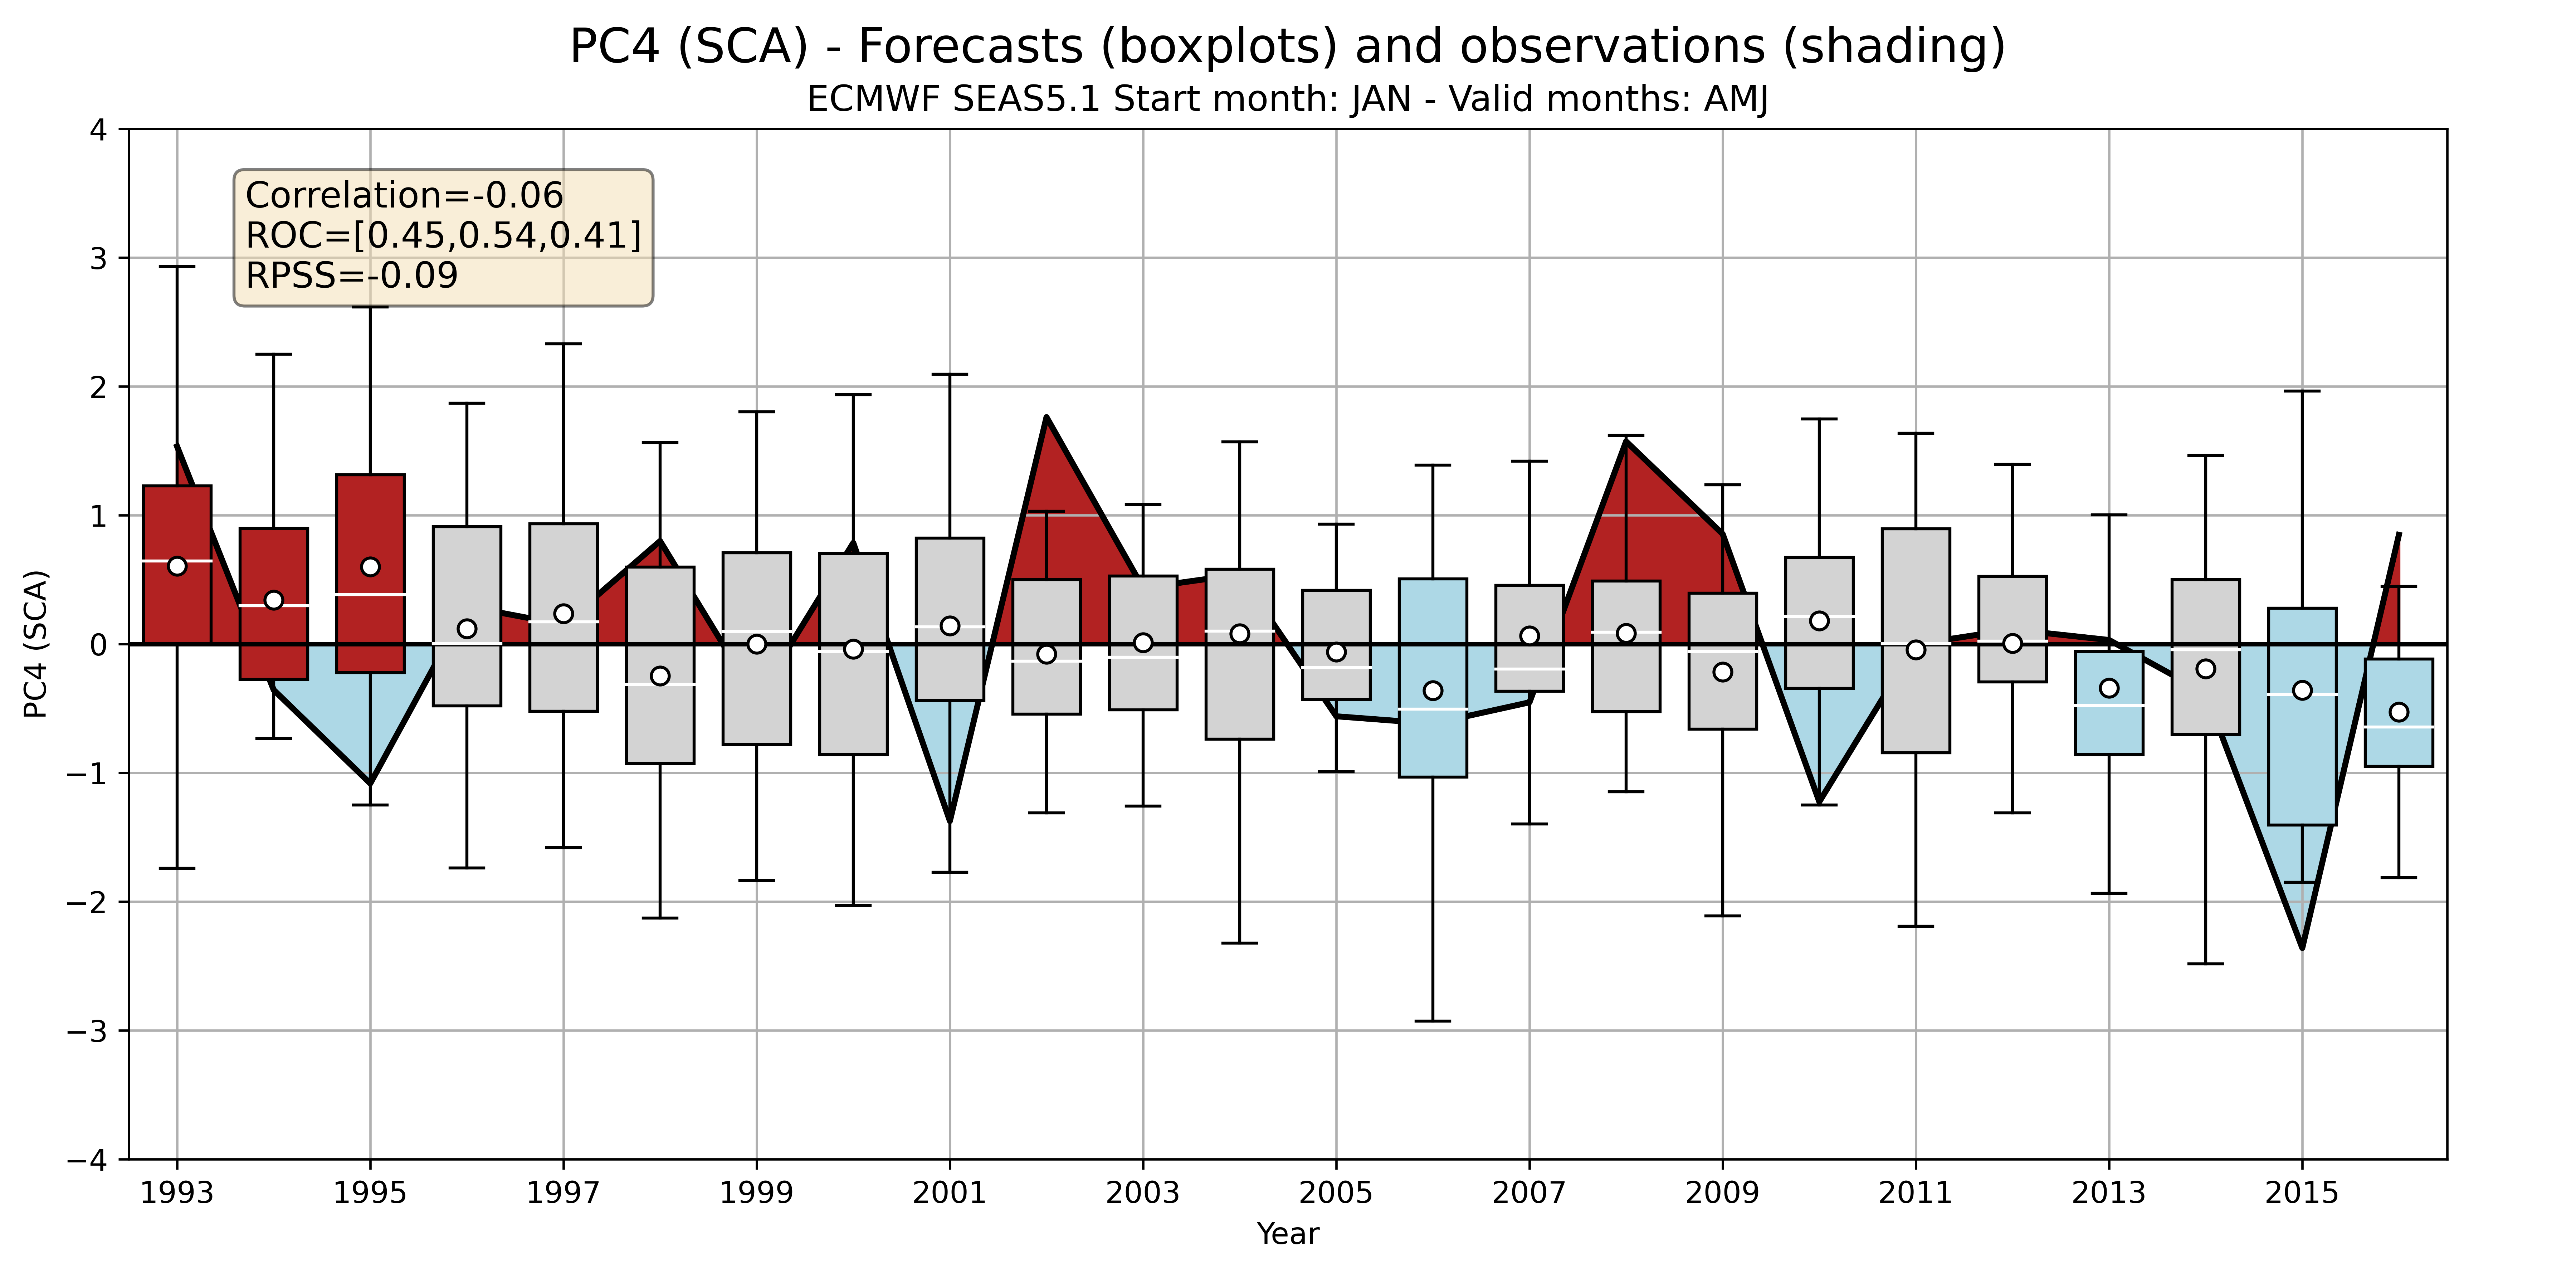 PC4 (SCA) - Forecasts (boxplots) and observations (shading)
ECMWF SEAS5.1 Start month: JAN - Valid months: AMJ
Correlation=-0.06
ROC=[0.45,0.54,0.41]
RPSS=-0.09
PC4 (SCA)
4
3
2
1
0
−1
−2
−3
−4
1993 1995 1997 1999 2001 2003 2005 2007 2009 2011 2013 2015
Year